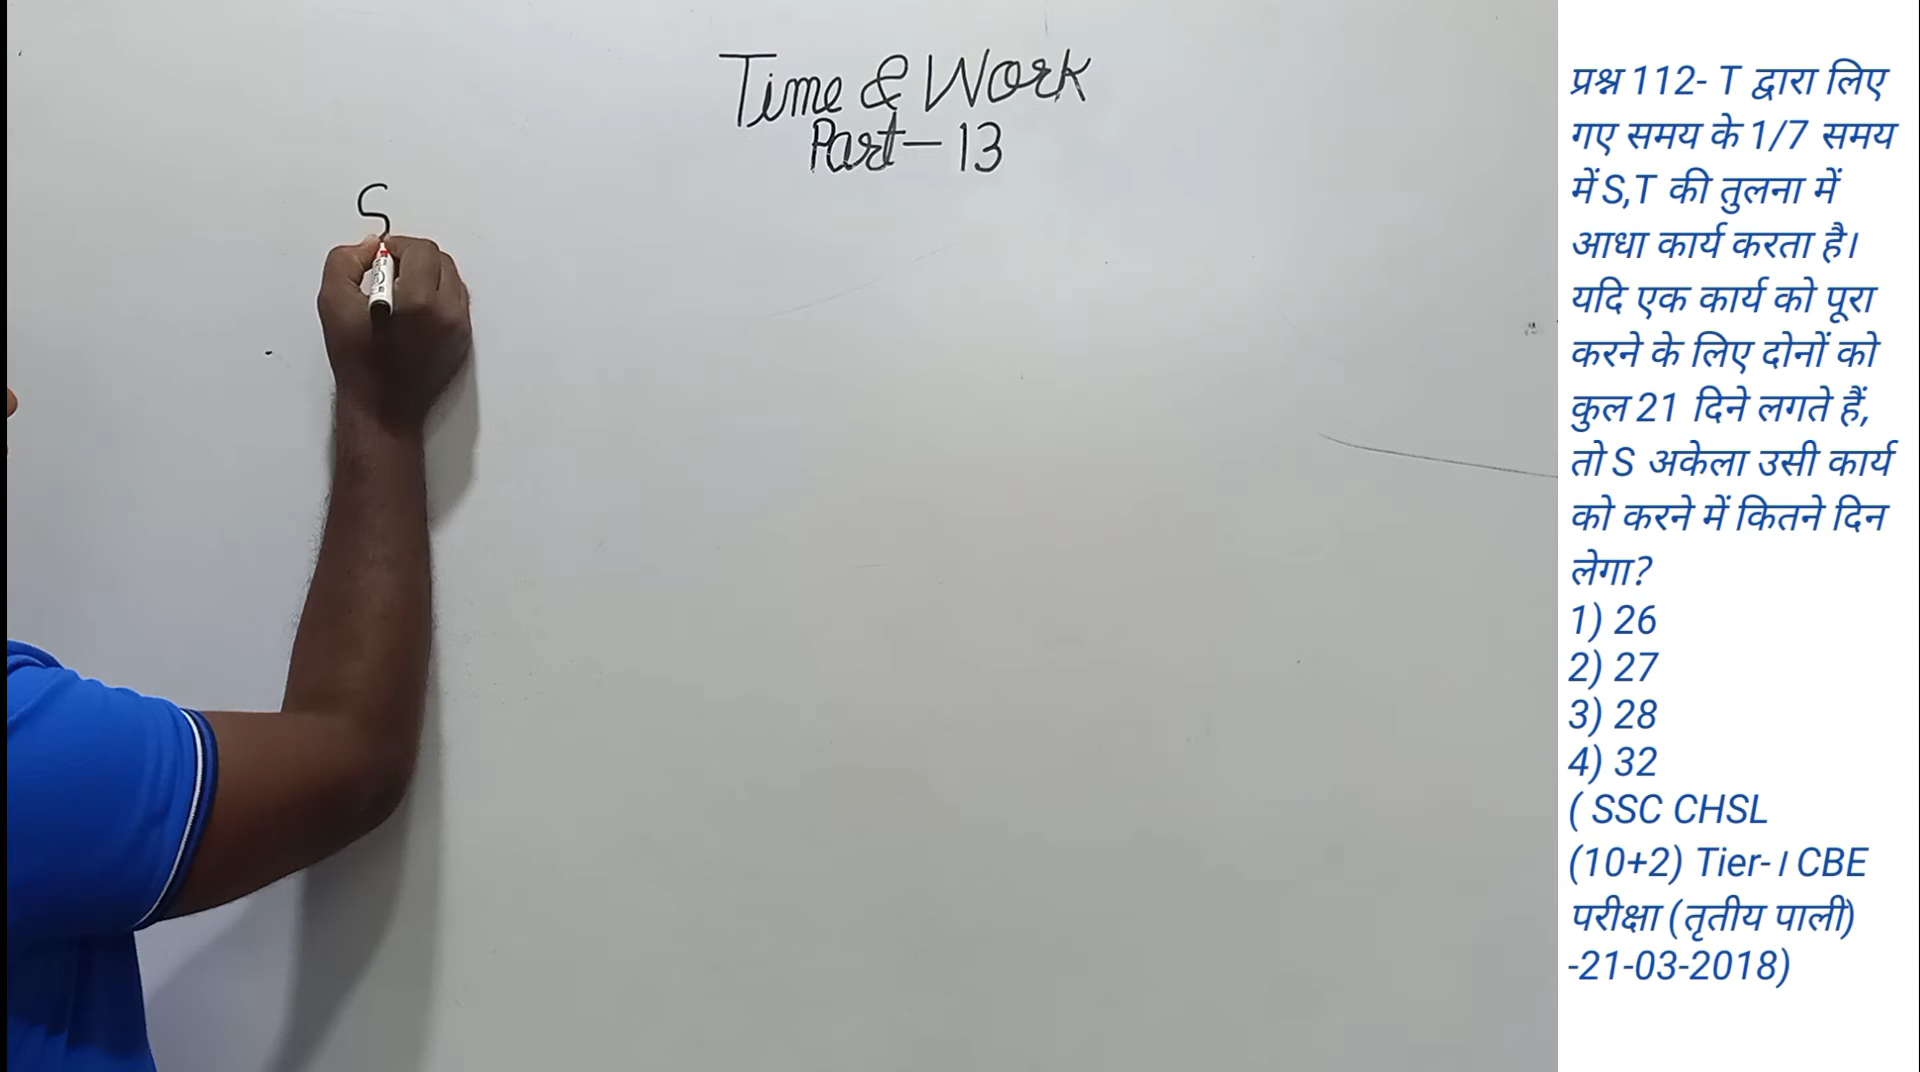 Time & Work
Part-13
S
प्रश्न 112- T द्वारा लिए
गए समय के 1/7 समय
में S,T की तुलना में
आधा कार्य करता है।
यदि एक कार्य को पूरा
करने के लिए दोनों को
कुल 21 दिने लगते हैं,
तो S अकेला उसी कार्य
को करने में कितने दिन
लेगा?
1) 26
2) 27
3) 28
4) 32
( SSC CHSL
(10+2) Tier-I CBE
परीक्षा (तृतीय पाली)
-21-03-2018)